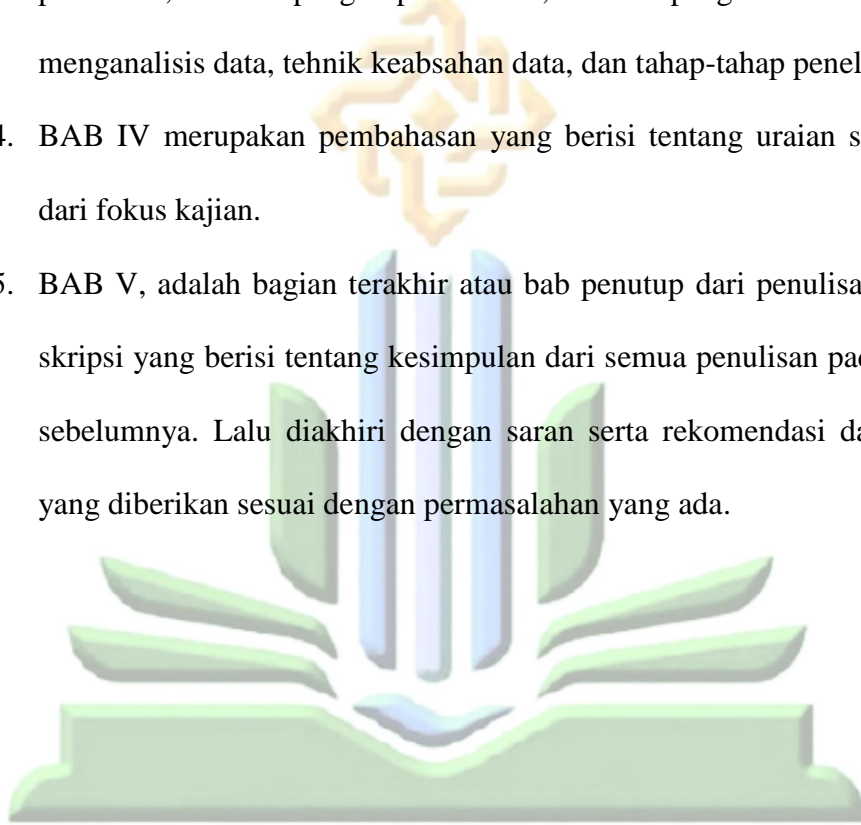 menganalisis data, tehnik keabsahan data, dan tahap-tahap penel
4. BAB IV merupakan pembahasan yang berisi tentang uraian s
dari fokus kajian.
5. BAB V, adalah bagian terakhir atau bab penutup dari penulisa
skripsi yang berisi tentang kesimpulan dari semua penulisan pad
sebelumnya. Lalu diakhiri dengan saran serta rekomendasi da
yang diberikan sesuai dengan permasalahan yang ada.